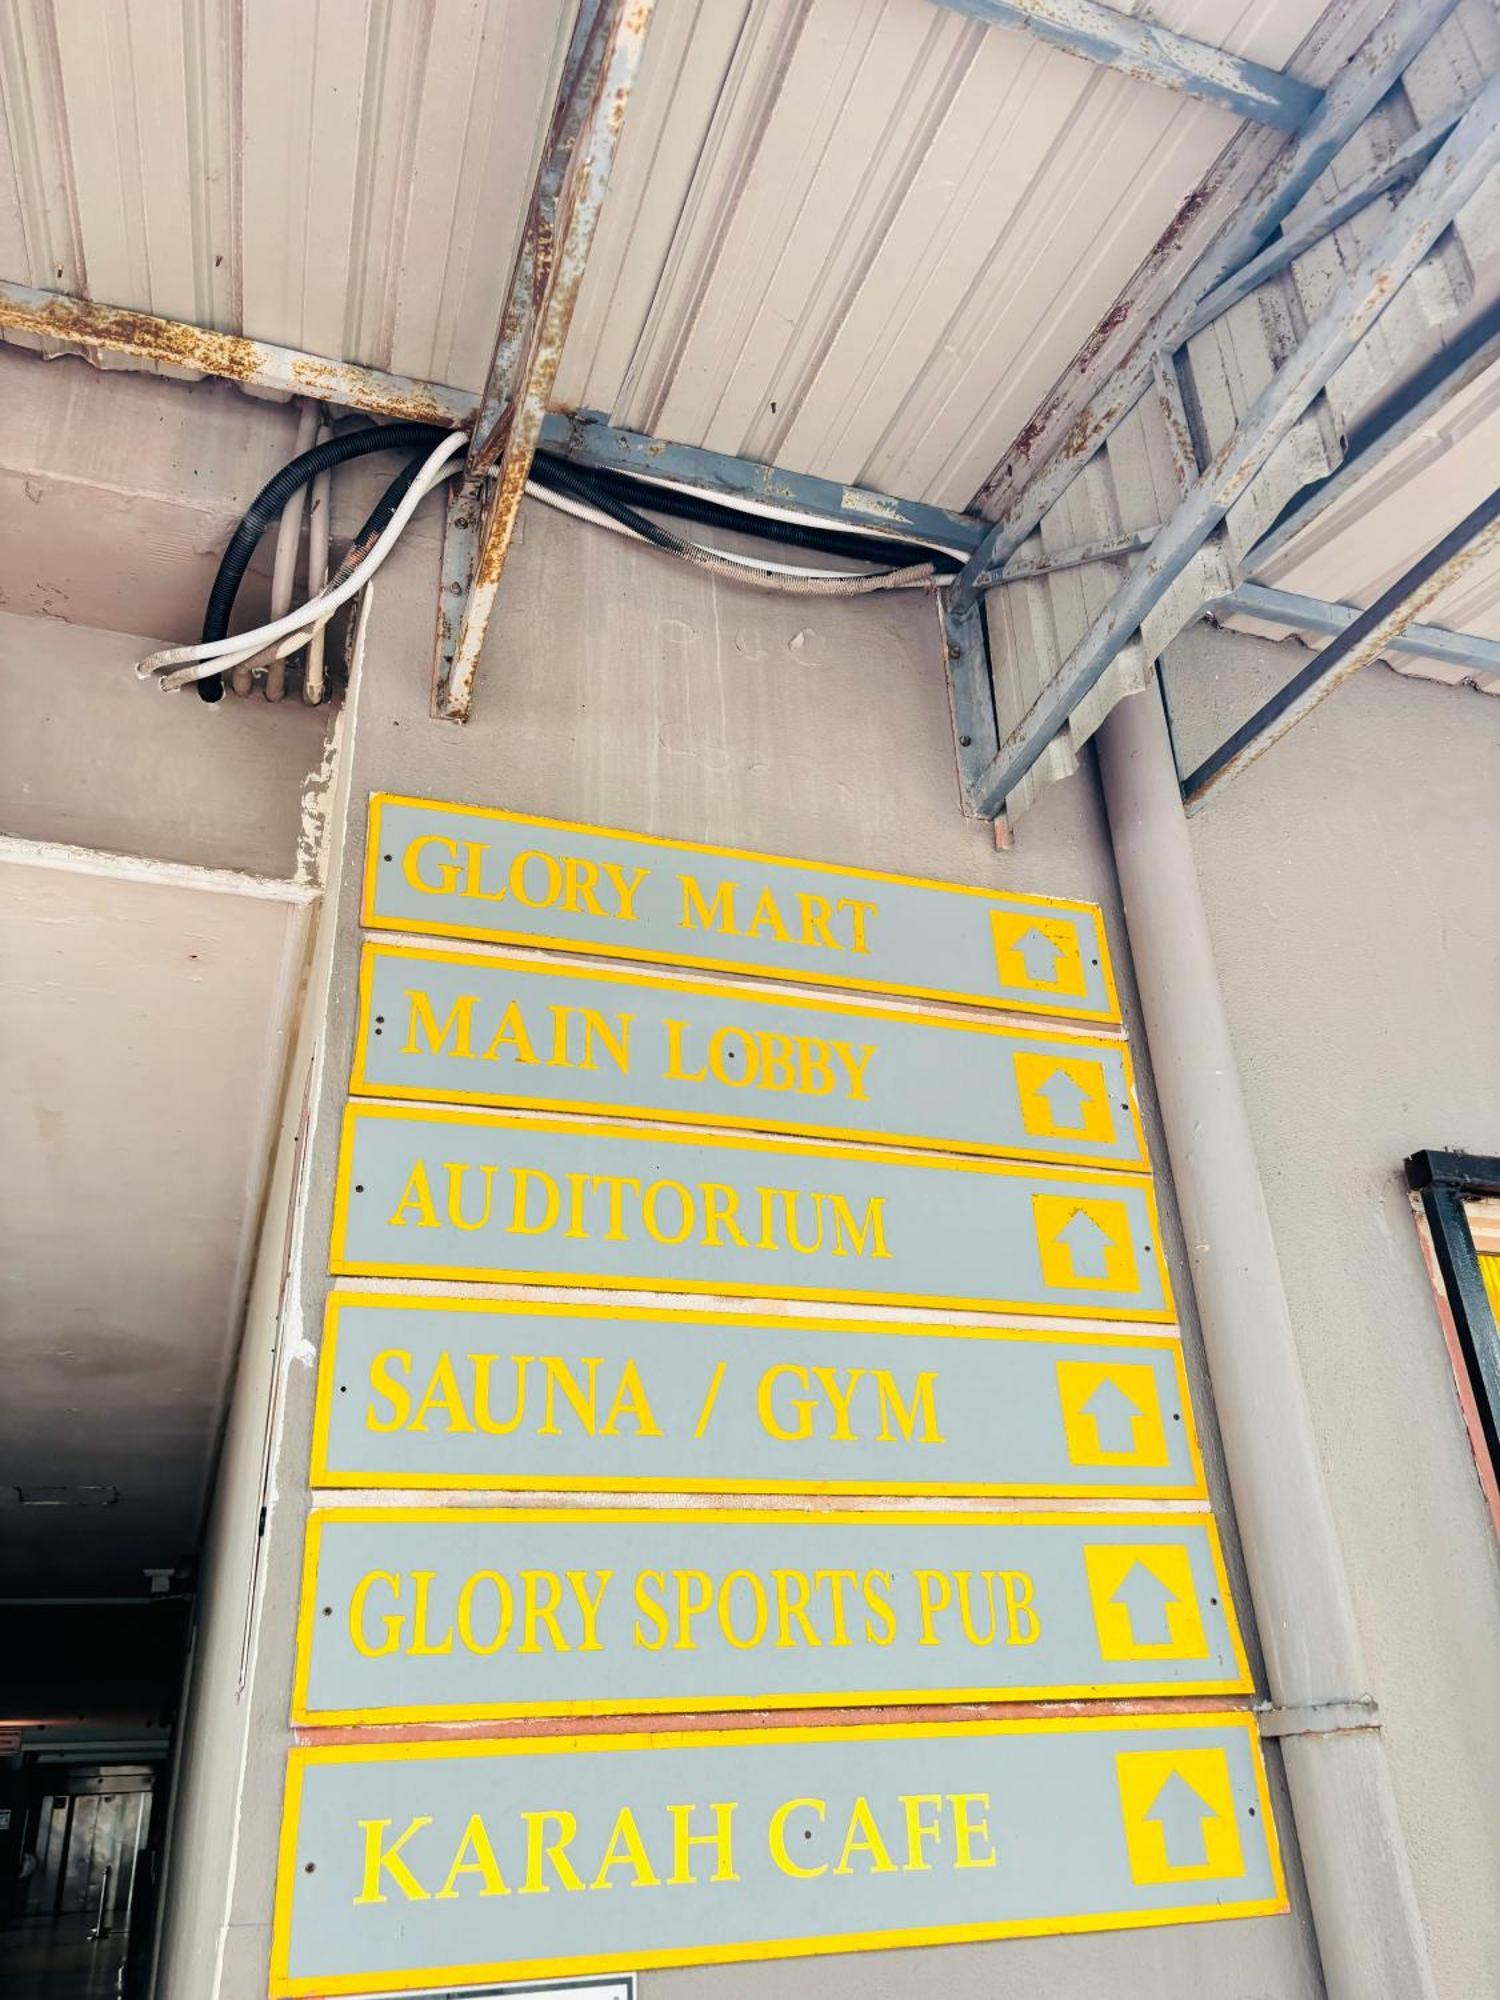 GLORY MART
MAIN LOBBY
AUDITORIUM
SAUNA / GYM
GLORY SPORTS PUB
KARAH CAFE